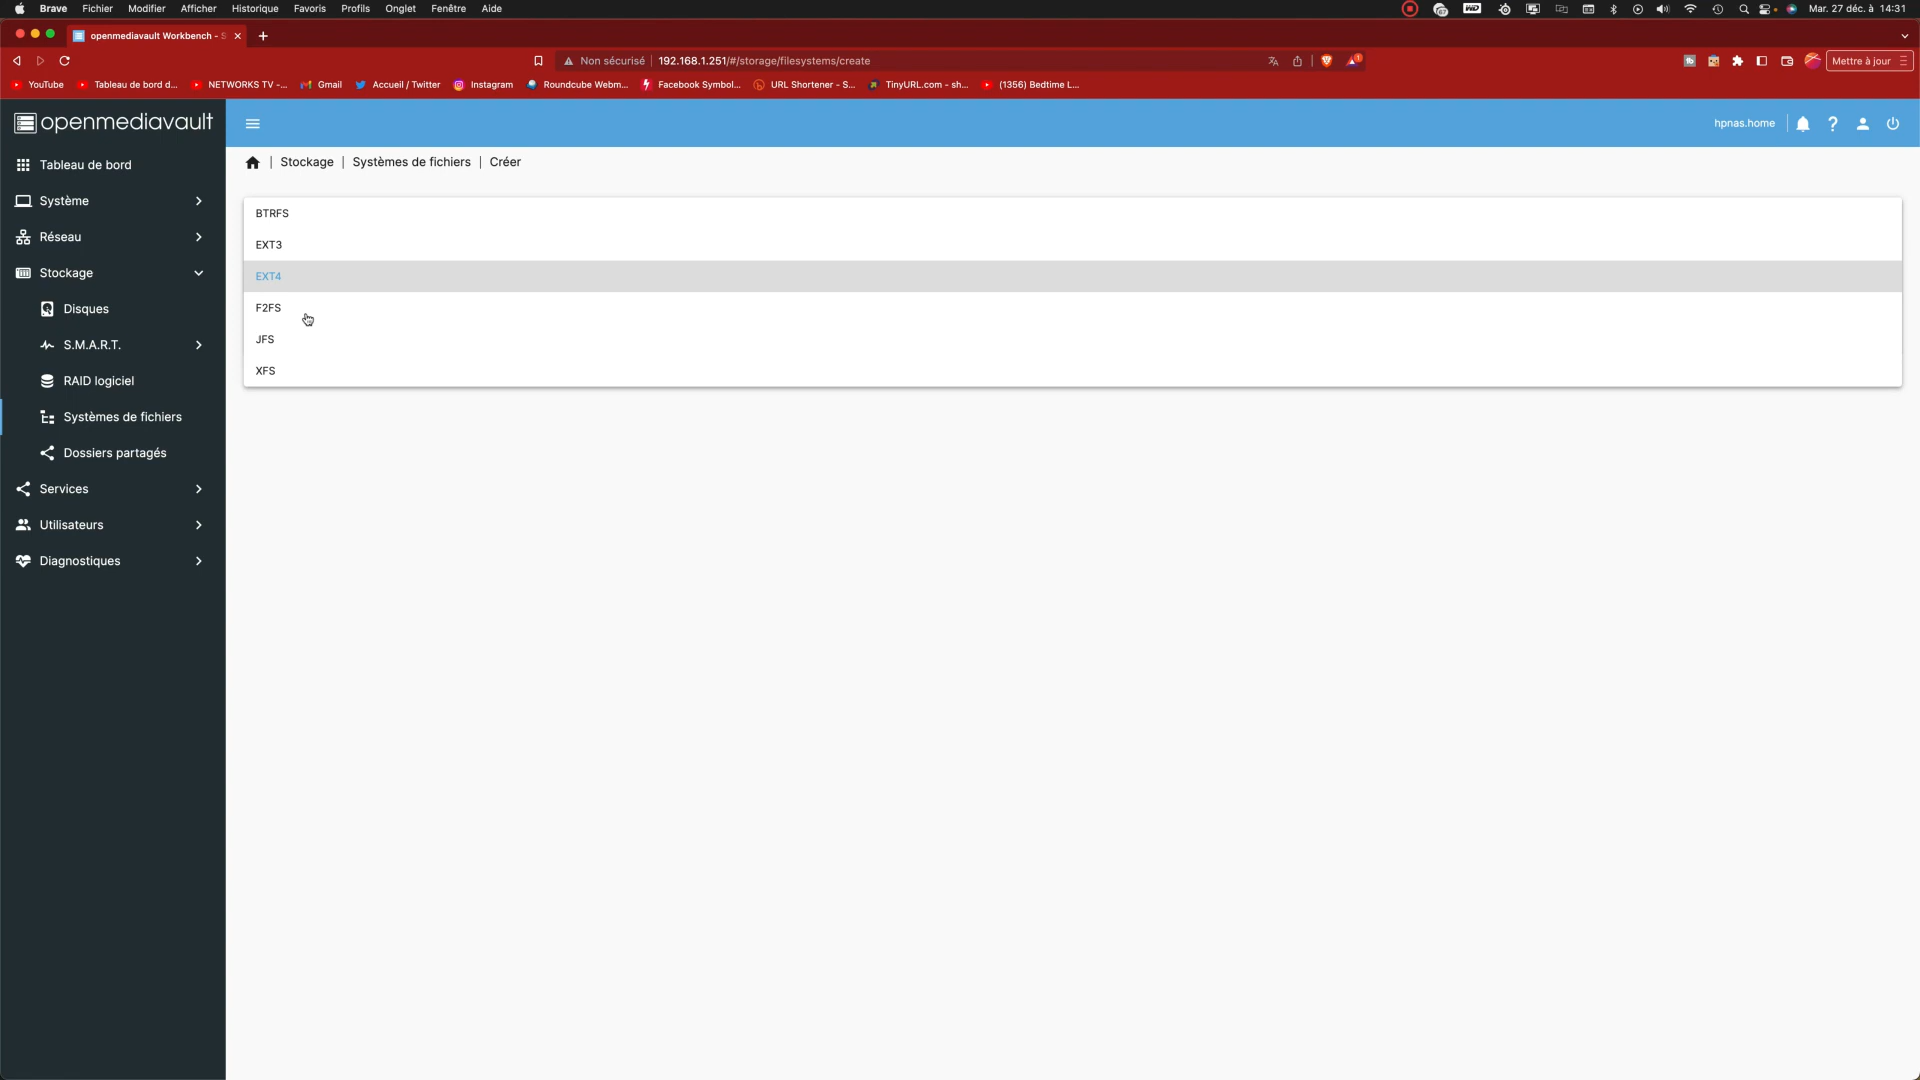 Brave Fichier Modifier Afficher Historique Favoris Profils Onglet Fenêtre Aide Mar. 27 déc. à 14:31
openmediavault Workbench - S
Non sécurisé 192.168.1.251/#/storage/filesystems/create Mettre à jour
YouTube Tableau de bord d... NETWORKS TV -... Gmail Accueil / Twitter Instagram Roundcube Webm... Facebook Symbol... URL Shortener - S... TinyURL.com - sh... (1356) Bedtime L...
openmediavault hpnas.home
Stockage | Systèmes de fichiers | Créer
Tableau de bord
Système
Réseau
Stockage
Disques
S.M.A.R.T.
RAID logiciel
Systèmes de fichiers
Dossiers partagés
Services
Utilisateurs
Diagnostiques
BTRFS
EXT3
EXT4
F2FS
JFS
XFS